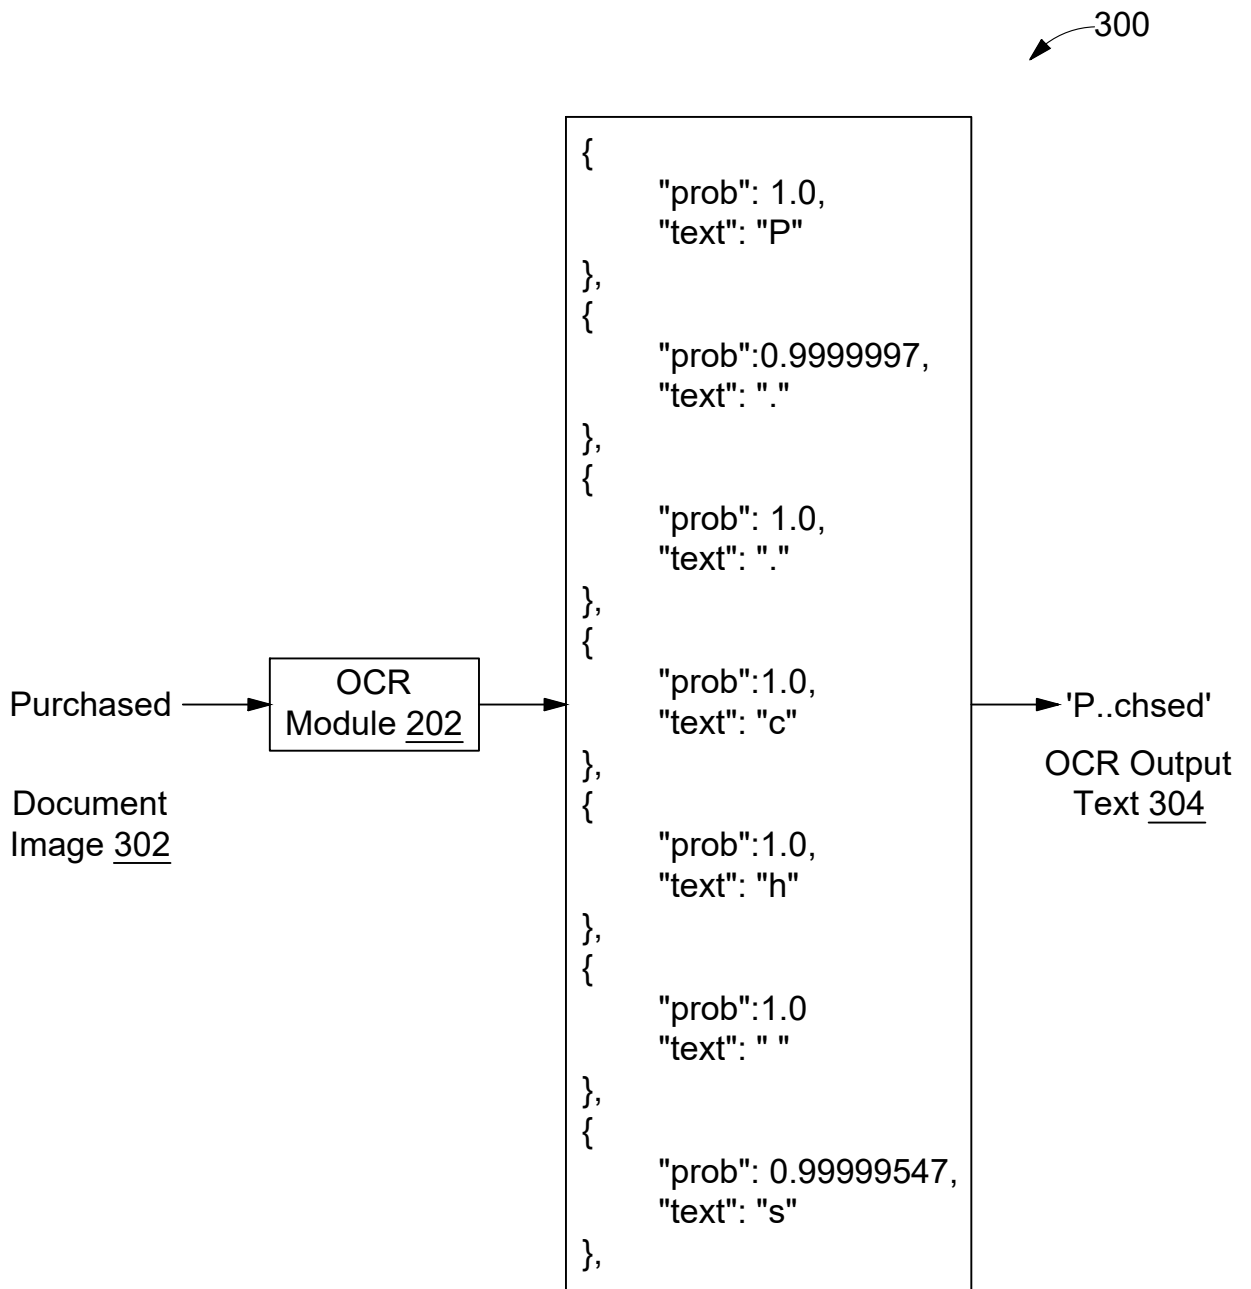 300
{
"prob": 1.0,
"text": "P"
},
{
"prob":0.9999997,
"text": "."
},
{
"prob": 1.0,
"text": "."
},
{
"prob":1.0,
"text": "c"
},
{
"prob":1.0,
"text": "h"
},
{
"prob":1.0
"text": " "
},
{
"prob": 0.99999547,
"text": "s"
},
Purchased
Document
Image 302
OCR
Module 202
'P..chsed'
OCR Output
Text 304